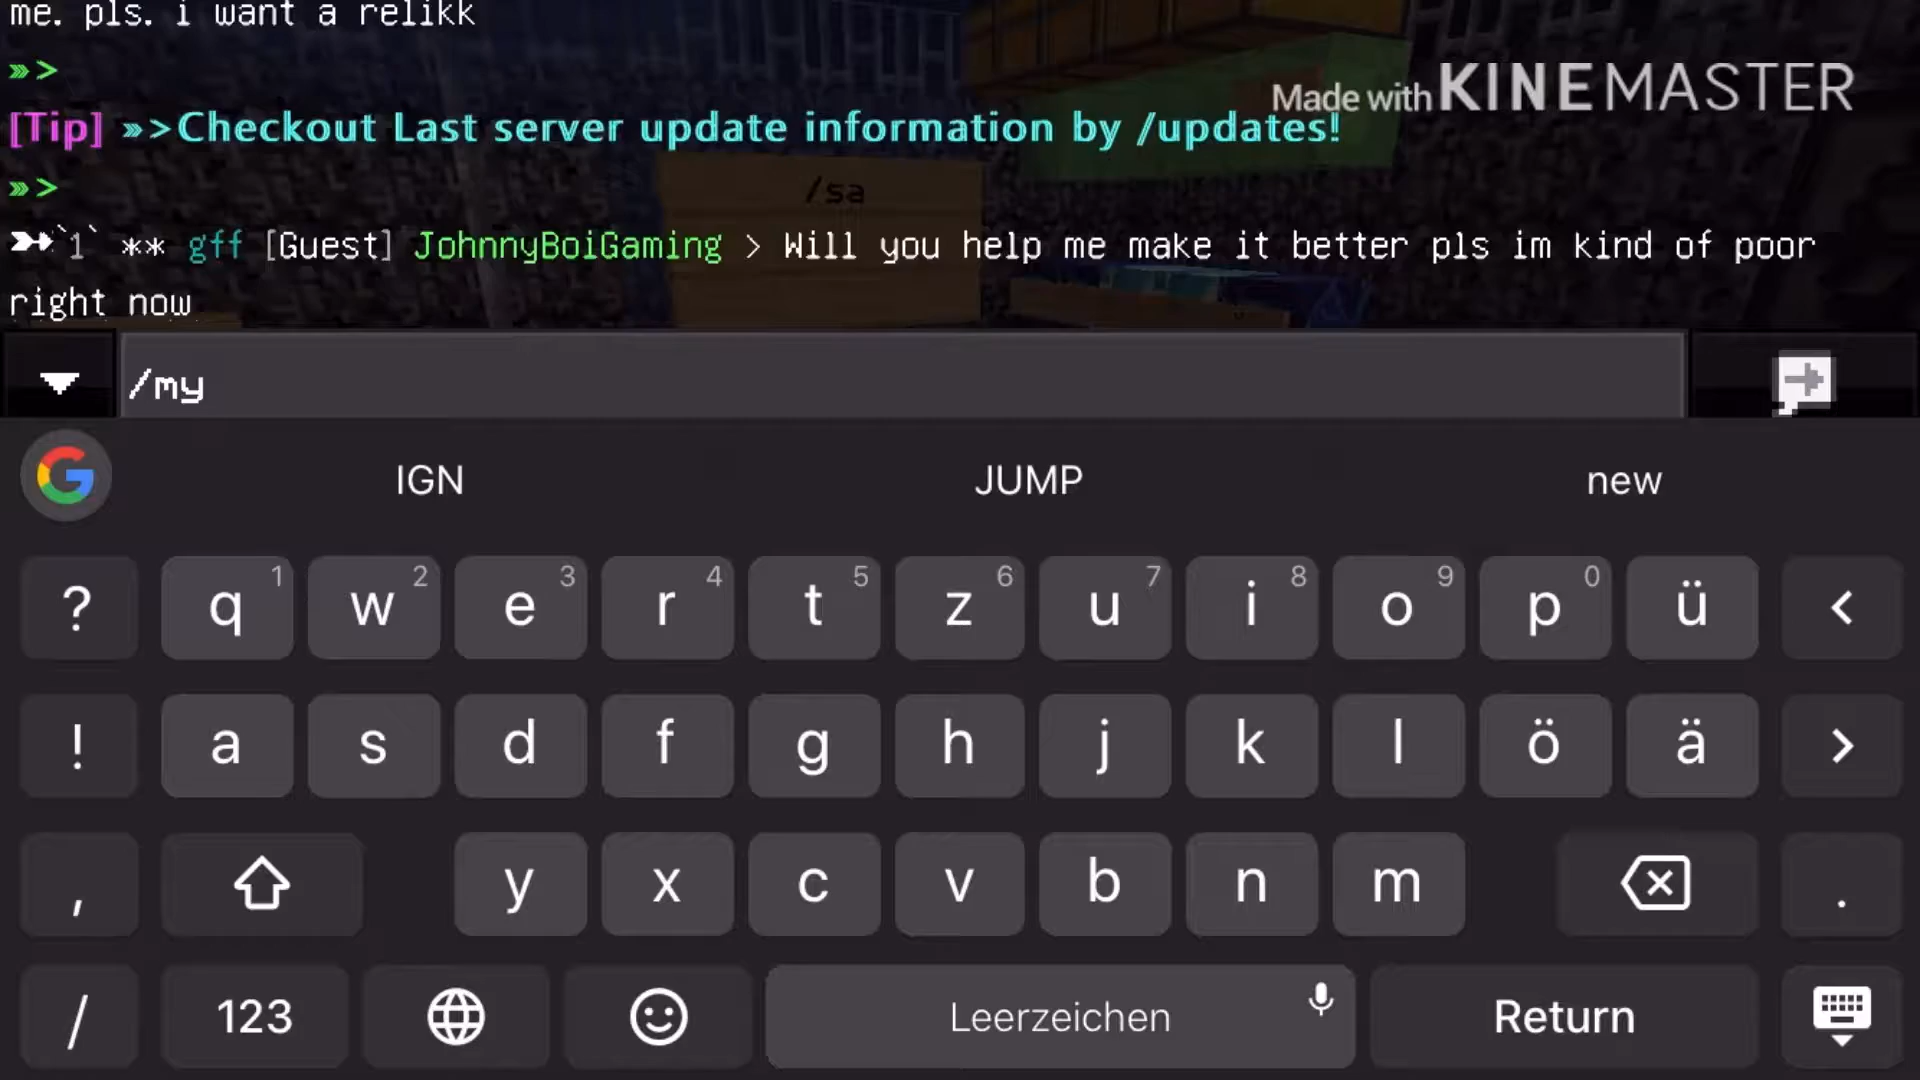 me. pls. i want a relikk
»>
Made with KINEMASTER
[Tip] »>Checkout Last server update information by /updates!
»>
/sa
`1` ** gff [Guest] JohnnyBoiGaming > Will you help me make it better pls im kind of poor
right now
/my
IGN JUMP new
? q 1 w 2 e 3 r 4 t 5 z 6 u 7 i 8 o 9 p 0 ü <
! a s d f g h j k l ö ä >
, y x c v b n m .
/ 123 Leerzeichen Return